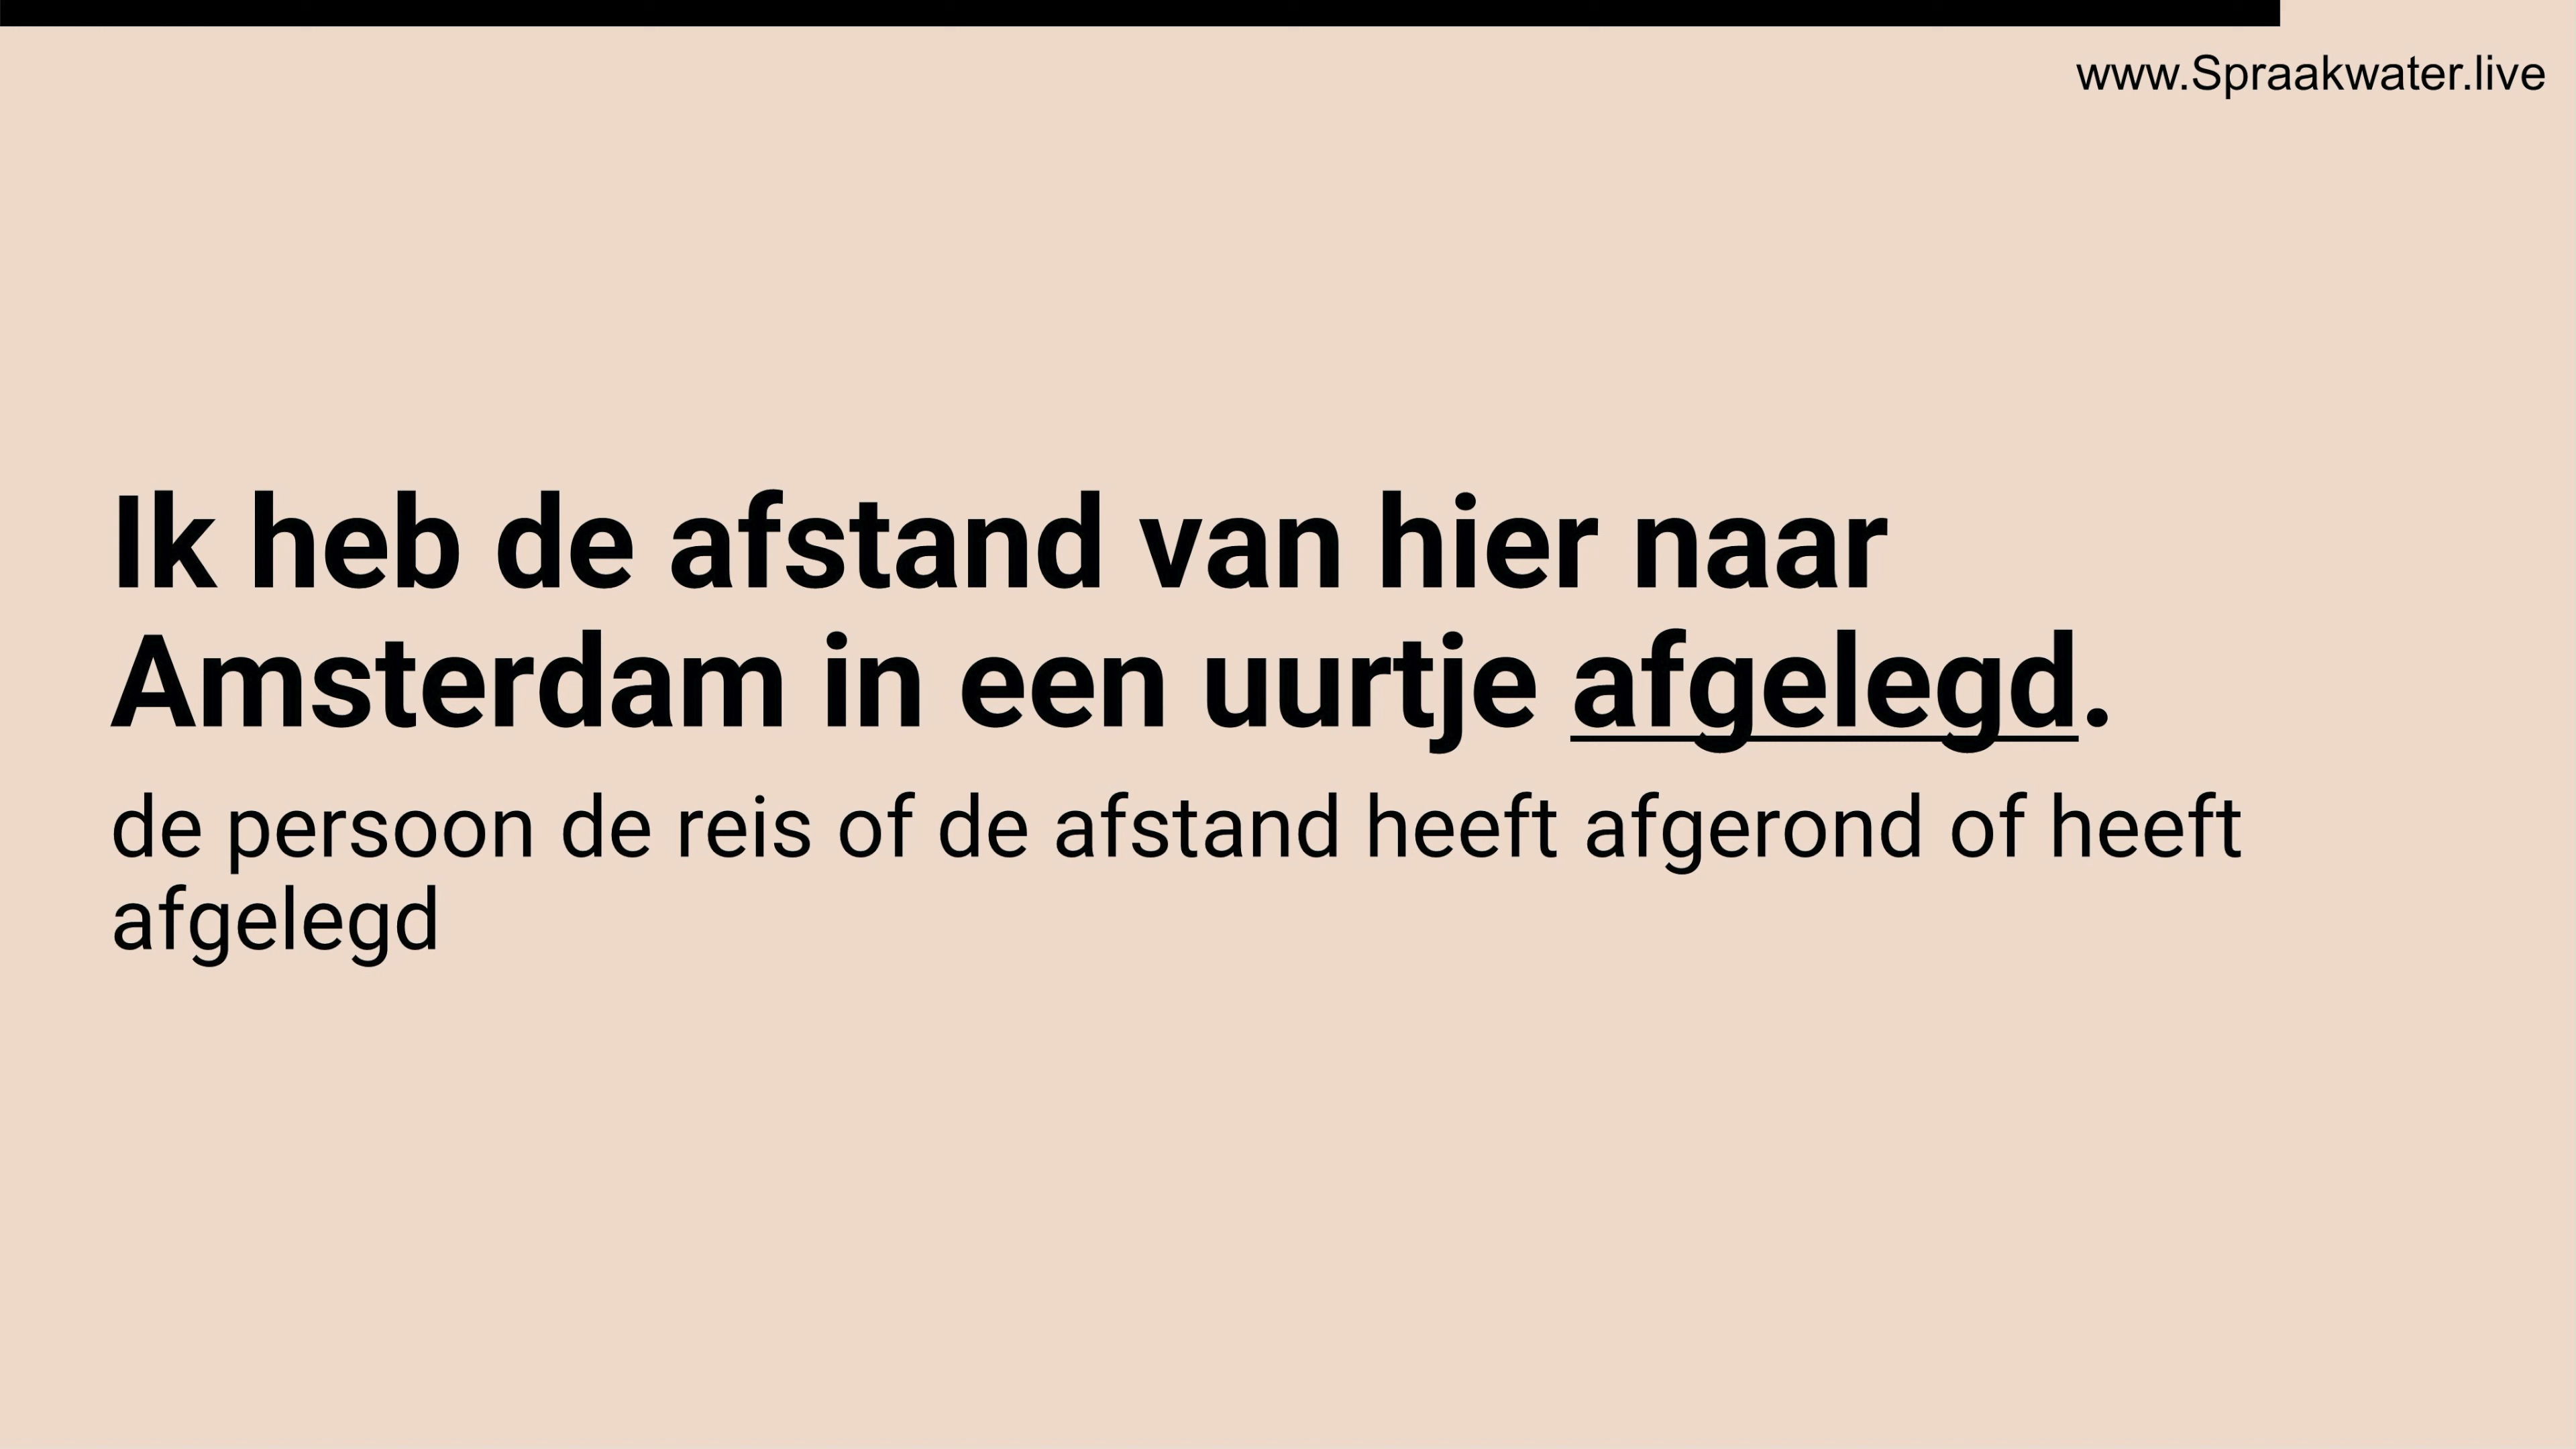 www.Spraakwater.live
Ik heb de afstand van hier naar
Amsterdam in een uurtje afgelegd.
de persoon de reis of de afstand heeft afgerond of heeft
afgelegd